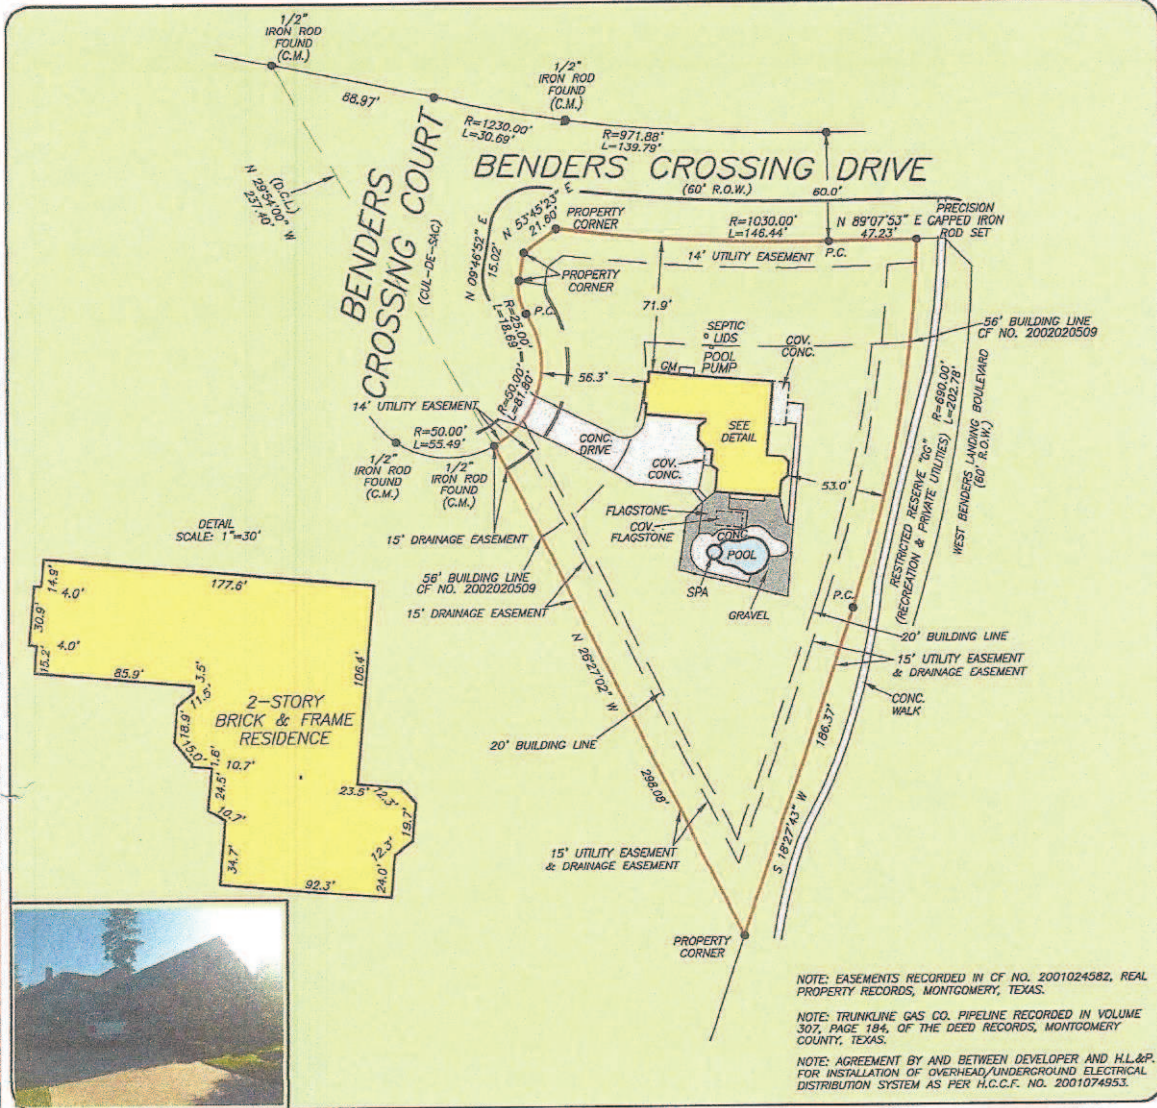 1/2"
IRON ROD
FOUND
(C.M.)
88.97'
1/2"
IRON ROD
FOUND
(C.M.)
R=1230.00'
L=30.69'
R=971.88'
L=139.79'
BENDERS CROSSING DRIVE
(60' R.O.W.)
60.0'
BENDERS
CROSSING COURT
(CUL-DE-SAC)
(D.C.L.)
N 29°54'00" W
237.40'
N 09°46'52" E
15.02'
N 53°45'23" E
21.60'
PROPERTY
CORNER
R=1030.00'
L=146.44'
N 89°07'53" E
47.23'
PRECISION
CAPPED IRON
ROD SET
P.C.
14' UTILITY EASEMENT
PROPERTY
CORNER
P.C.
R=25.00'
L=18.69'
71.9'
56.3'
SEPTIC
LIDS
POOL
PUMP
GM
COV.
CONC.
56' BUILDING LINE
CF NO. 2002020509
R=50.00'
L=81.80'
14' UTILITY EASEMENT
R=50.00'
L=55.49'
1/2"
IRON ROD
FOUND
(C.M.)
1/2"
IRON ROD
FOUND
(C.M.)
CONC.
DRIVE
SEE
DETAIL
COV.
CONC.
53.0'
RESTRICTED RESERVE "GG"
(RECREATION & PRIVATE UTILITIES)
R=690.00'
L=202.78'
WEST BENDERS LANDING BOULEVARD
(60' R.O.W.)
FLAGSTONE
COV.
FLAGSTONE
CONC.
POOL
SPA
GRAVEL
15' DRAINAGE EASEMENT
56' BUILDING LINE
CF NO. 2002020509
15' DRAINAGE EASEMENT
P.C.
20' BUILDING LINE
15' UTILITY EASEMENT
& DRAINAGE EASEMENT
CONC.
WALK
N 26°27'02" W
298.08'
20' BUILDING LINE
186.37'
S 18°27'43" W
15' UTILITY EASEMENT
& DRAINAGE EASEMENT
PROPERTY
CORNER
DETAIL
SCALE: 1"=30'
14.9'
4.0'
177.6'
30.9'
4.0'
15.2'
85.9'
3.5'
11.5'
106.4'
2-STORY
BRICK & FRAME
RESIDENCE
18.9'
15.0'
1.6'
10.7'
24.5'
10.7'
23.5'
12.3'
19.7'
12.3'
34.7'
92.3'
24.0'
NOTE: EASEMENTS RECORDED IN CF NO. 2001024582, REAL
PROPERTY RECORDS, MONTGOMERY, TEXAS.
NOTE: TRUNKLINE GAS CO. PIPELINE RECORDED IN VOLUME
307, PAGE 184, OF THE DEED RECORDS, MONTGOMERY
COUNTY, TEXAS.
NOTE: AGREEMENT BY AND BETWEEN DEVELOPER AND H.L.&P.
FOR INSTALLATION OF OVERHEAD/UNDERGROUND ELECTRICAL
DISTRIBUTION SYSTEM AS PER H.C.C.F. NO. 2001074953.